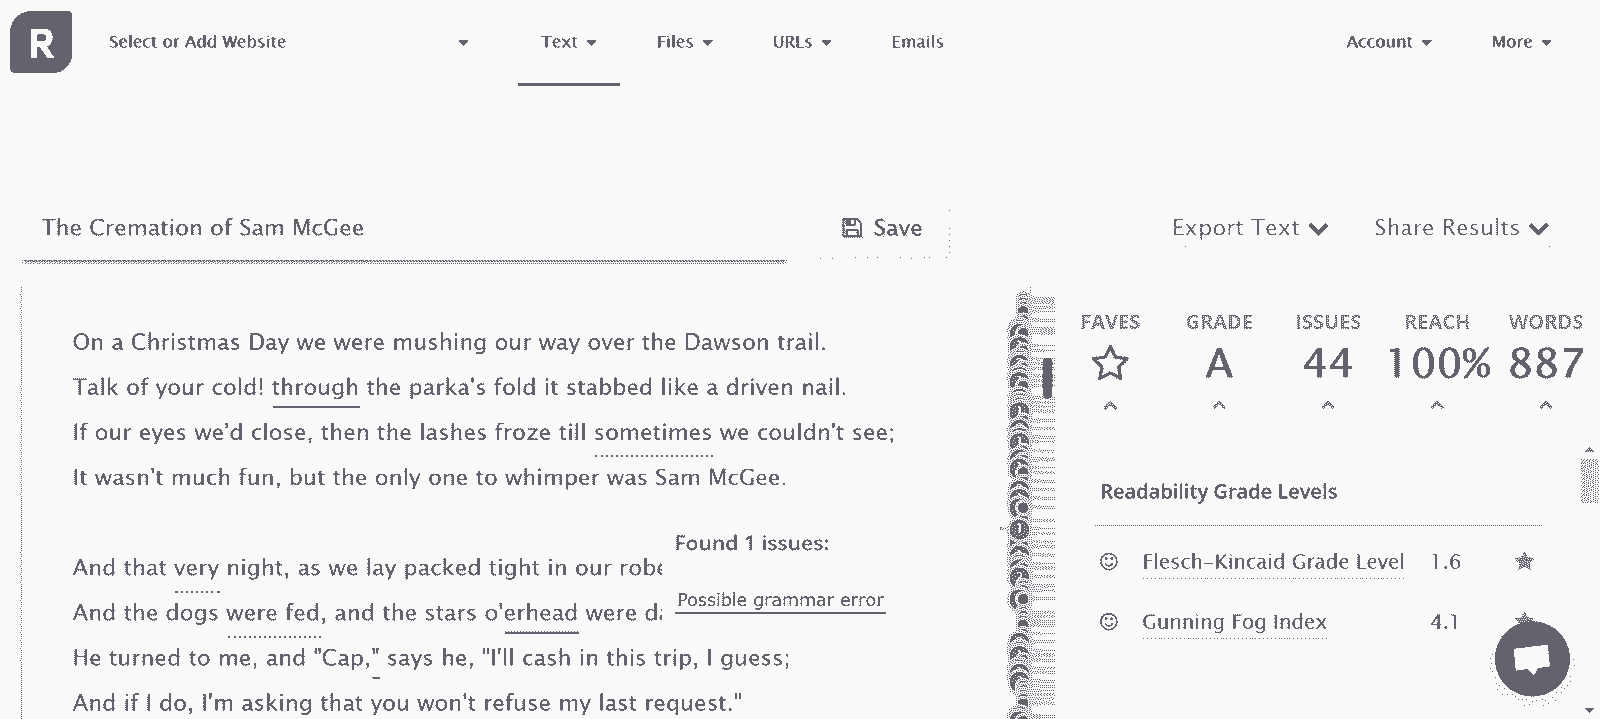 R Select or Add Website Text Files URLs Emails Account More
The Cremation of Sam McGee Save Export Text Share Results
On a Christmas Day we were mushing our way over the Dawson trail.
Talk of your cold! through the parka's fold it stabbed like a driven nail.
If our eyes we'd close, then the lashes froze till sometimes we couldn't see;
It wasn't much fun, but the only one to whimper was Sam McGee.
And that very night, as we lay packed tight in our robe
And the dogs were fed, and the stars o'erhead were da
He turned to me, and "Cap," says he, "I'll cash in this trip, I guess;
And if I do, I'm asking that you won't refuse my last request."
Found 1 issues:
Possible grammar error
FAVES GRADE ISSUES REACH WORDS
A 44 100% 887
Readability Grade Levels
Flesch-Kincaid Grade Level 1.6
Gunning Fog Index 4.1